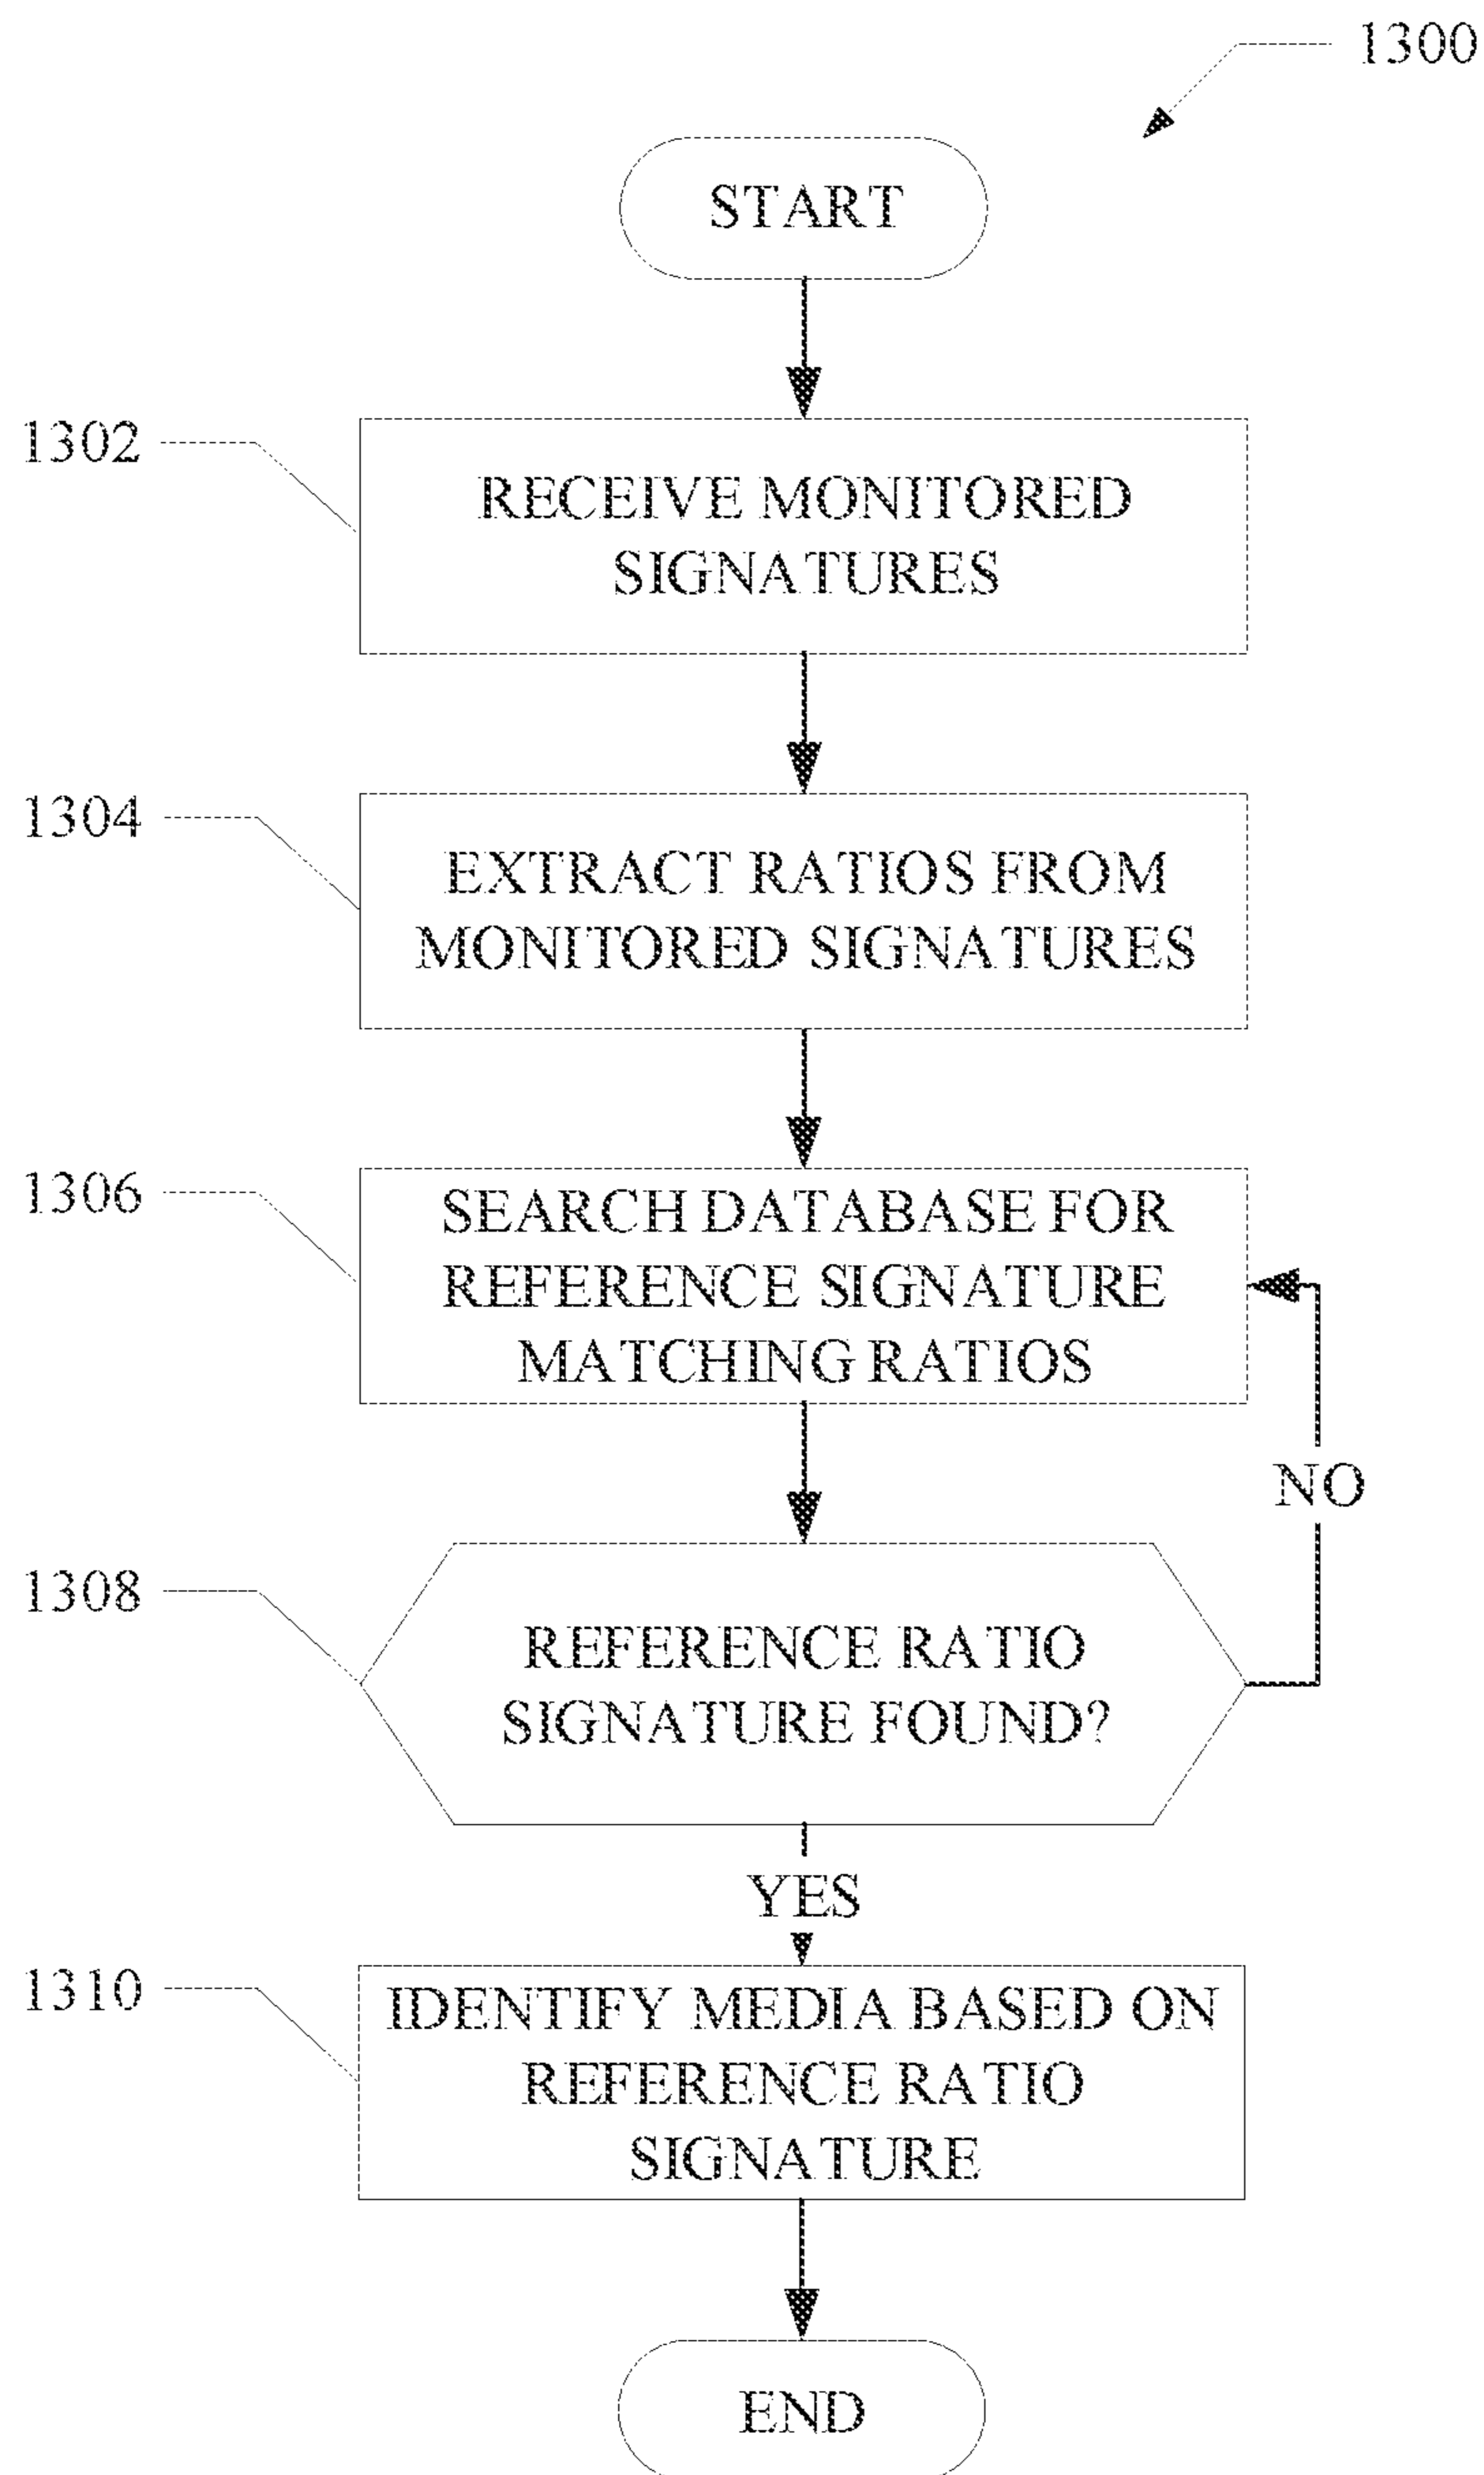 1300
START
1302
RECEIVE MONITORED
SIGNATURES
1304
EXTRACT RATIOS FROM
MONITORED SIGNATURES
1306
SEARCH DATABASE FOR
REFERENCE SIGNATURE
MATCHING RATIOS
NO
1308
REFERENCE RATIO
SIGNATURE FOUND?
YES
1310
IDENTIFY MEDIA BASED ON
REFERENCE RATIO
SIGNATURE
END